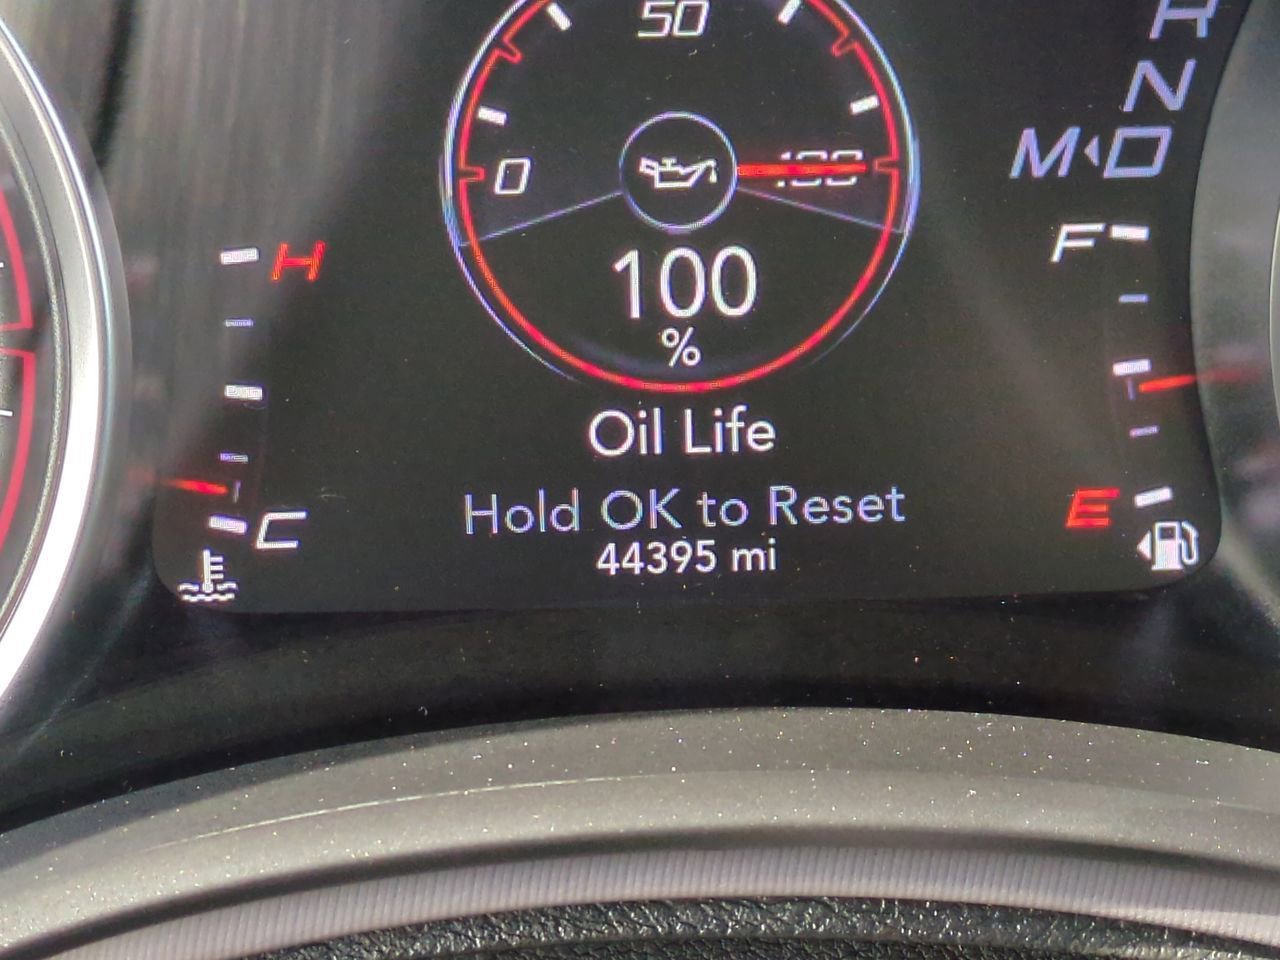 50
R
N
M D
0 100
H
F
100
%
Oil Life
Hold OK to Reset
44395 mi
C
E